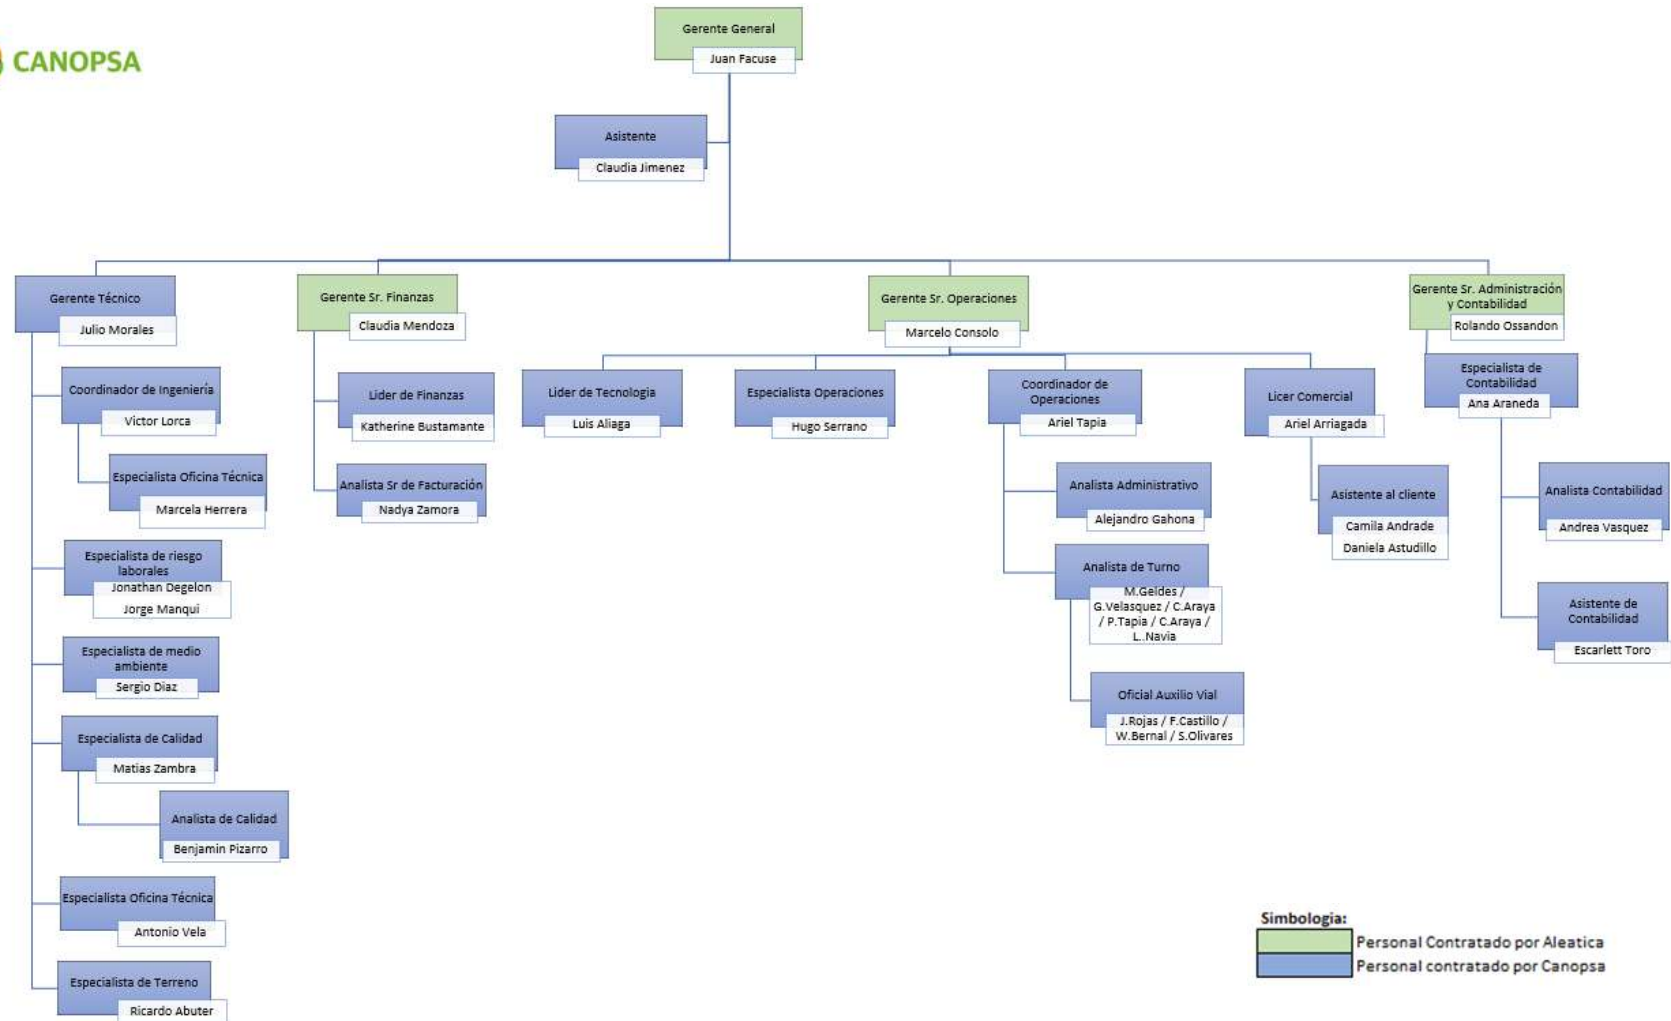 CANOPSA
Gerente General
Juan Facuse
Asistente
Claudia Jimenez
Gerente Técnico
Julio Morales
Coordinador de Ingeniería
Victor Lorca
Especialista Oficina Técnica
Marcela Herrera
Especialista de riesgo
laborales
Jonathan Degelon
Jorge Manqui
Especialista de medio
ambiente
Sergio Diaz
Especialista de Calidad
Matias Zambra
Analista de Calidad
Benjamin Pizarro
Especialista Oficina Técnica
Antonio Vela
Especialista de Terreno
Ricardo Abuter
Gerente Sr. Finanzas
Claudia Mendoza
Lider de Finanzas
Katherine Bustamante
Analista Sr de Facturación
Nadya Zamora
Gerente Sr. Operaciones
Marcelo Consolo
Lider de Tecnologia
Luis Aliaga
Especialista Operaciones
Hugo Serrano
Coordinador de
Operaciones
Ariel Tapia
Analista Administrativo
Alejandro Gahona
Analista de Turno
M.Geldes /
G.Velasquez / C.Araya
/ P.Tapia / C.Araya /
L..Navia
Oficial Auxilio Vial
J.Rojas / F.Castillo /
W.Bernal / S.Olivares
Licer Comercial
Ariel Arriagada
Asistente al cliente
Camila Andrade
Daniela Astudillo
Gerente Sr. Administración
y Contabilidad
Rolando Ossandon
Especialista de
Contabilidad
Ana Araneda
Analista Contabilidad
Andrea Vasquez
Asistente de
Contabilidad
Escarlett Toro
Simbologia:
Personal Contratado por Aleatica
Personal contratado por Canopsa